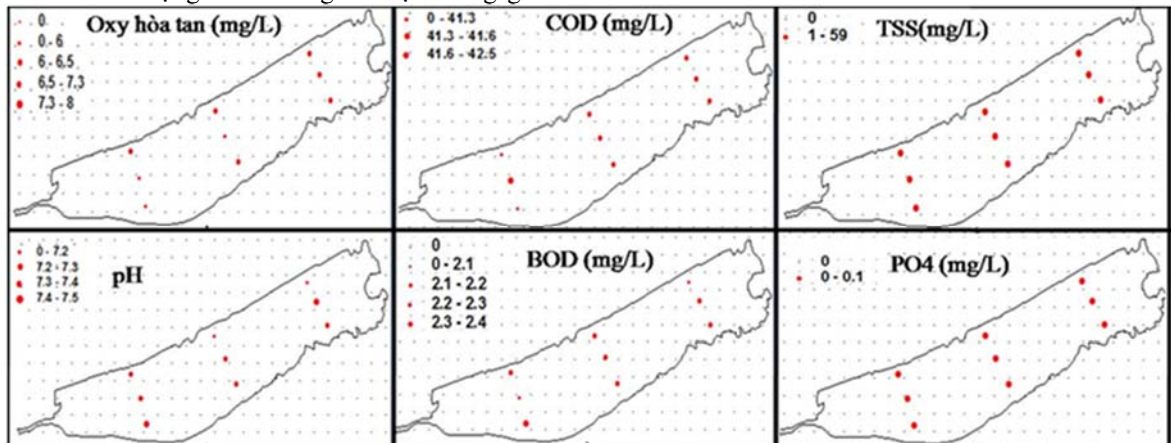 Oxy hòa tan (mg/L)
0
0 - 6
6 - 6.5
6.5 - 7.3
7.3 - 8
COD (mg/L)
0 - 41.3
41.3 - 41.6
41.6 - 42.5
TSS(mg/L)
0
1 - 59
pH
0 - 7.2
7.2 - 7.3
7.3 - 7.4
7.4 - 7.5
BOD (mg/L)
0
0 - 2.1
2.1 - 2.2
2.2 - 2.3
2.3 - 2.4
PO4 (mg/L)
0
0 - 0.1